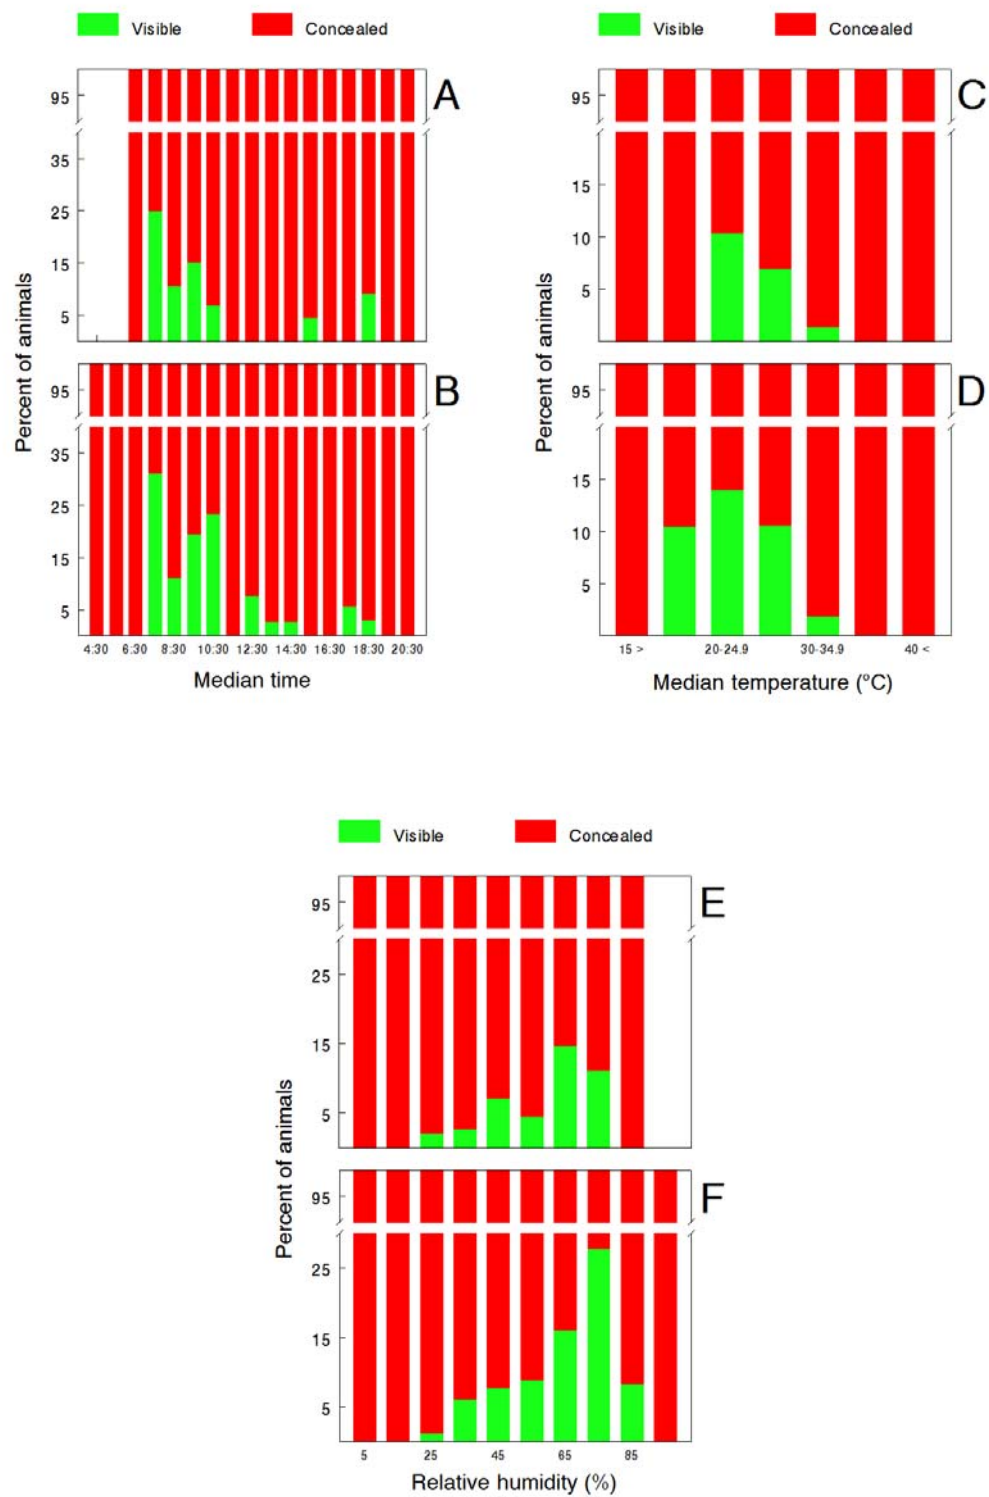 Visible Concealed
Visible Concealed
A
95
35
25
15
5
B
95
35
25
15
5
Percent of animals
4:30 6:30 8:30 10:30 12:30 14:30 16:30 18:30 20:30
Median time
C
95
15
10
5
D
95
15
10
5
Percent of animals
15 > 20-24.9 30-34.9 40 <
Median temperature (°C)
Visible Concealed
E
95
25
15
5
F
95
25
15
5
Percent of animals
5 25 45 65 85
Relative humidity (%)